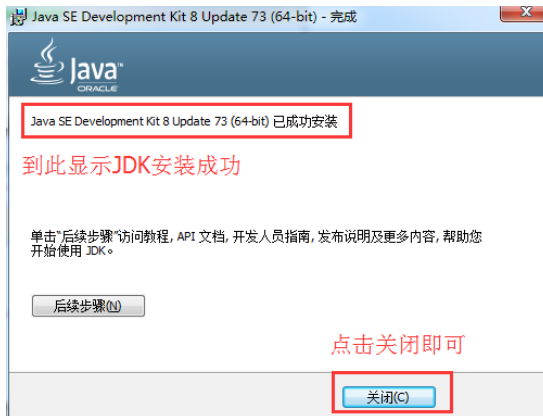 Java SE Development Kit 8 Update 73 (64-bit) - 完成
Java
ORACLE
Java SE Development Kit 8 Update 73 (64-bit) 已成功安装
到此显示JDK安装成功
单击"后续步骤"访问教程, API 文档, 开发人员指南, 发布说明及更多内容, 帮助您
开始使用 JDK。
后续步骤(N)
点击关闭即可
关闭(C)